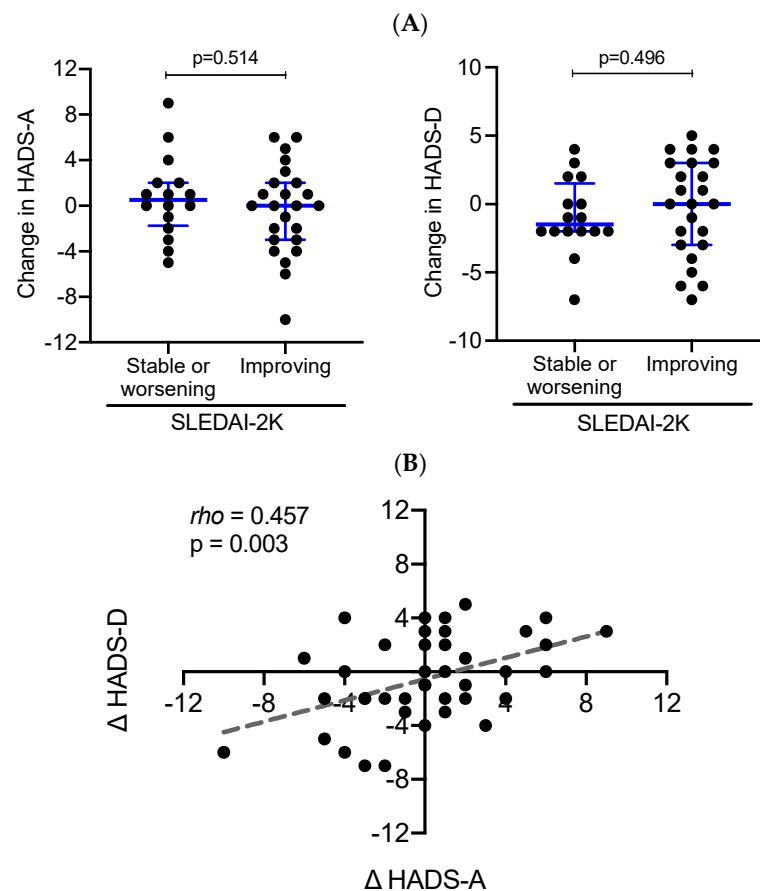 (A)
p=0.514
12
8
4
0
-4
-8
-12
Change in HADS-A
Stable or
worsening
Improving
SLEDAI-2K
p=0.496
10
5
0
-5
-10
Change in HADS-D
Stable or
worsening
Improving
SLEDAI-2K
(B)
rho = 0.457
p = 0.003
12
8
4
-4
-8
-12
-12
-8
-4
4
8
12
Δ HADS-D
Δ HADS-A